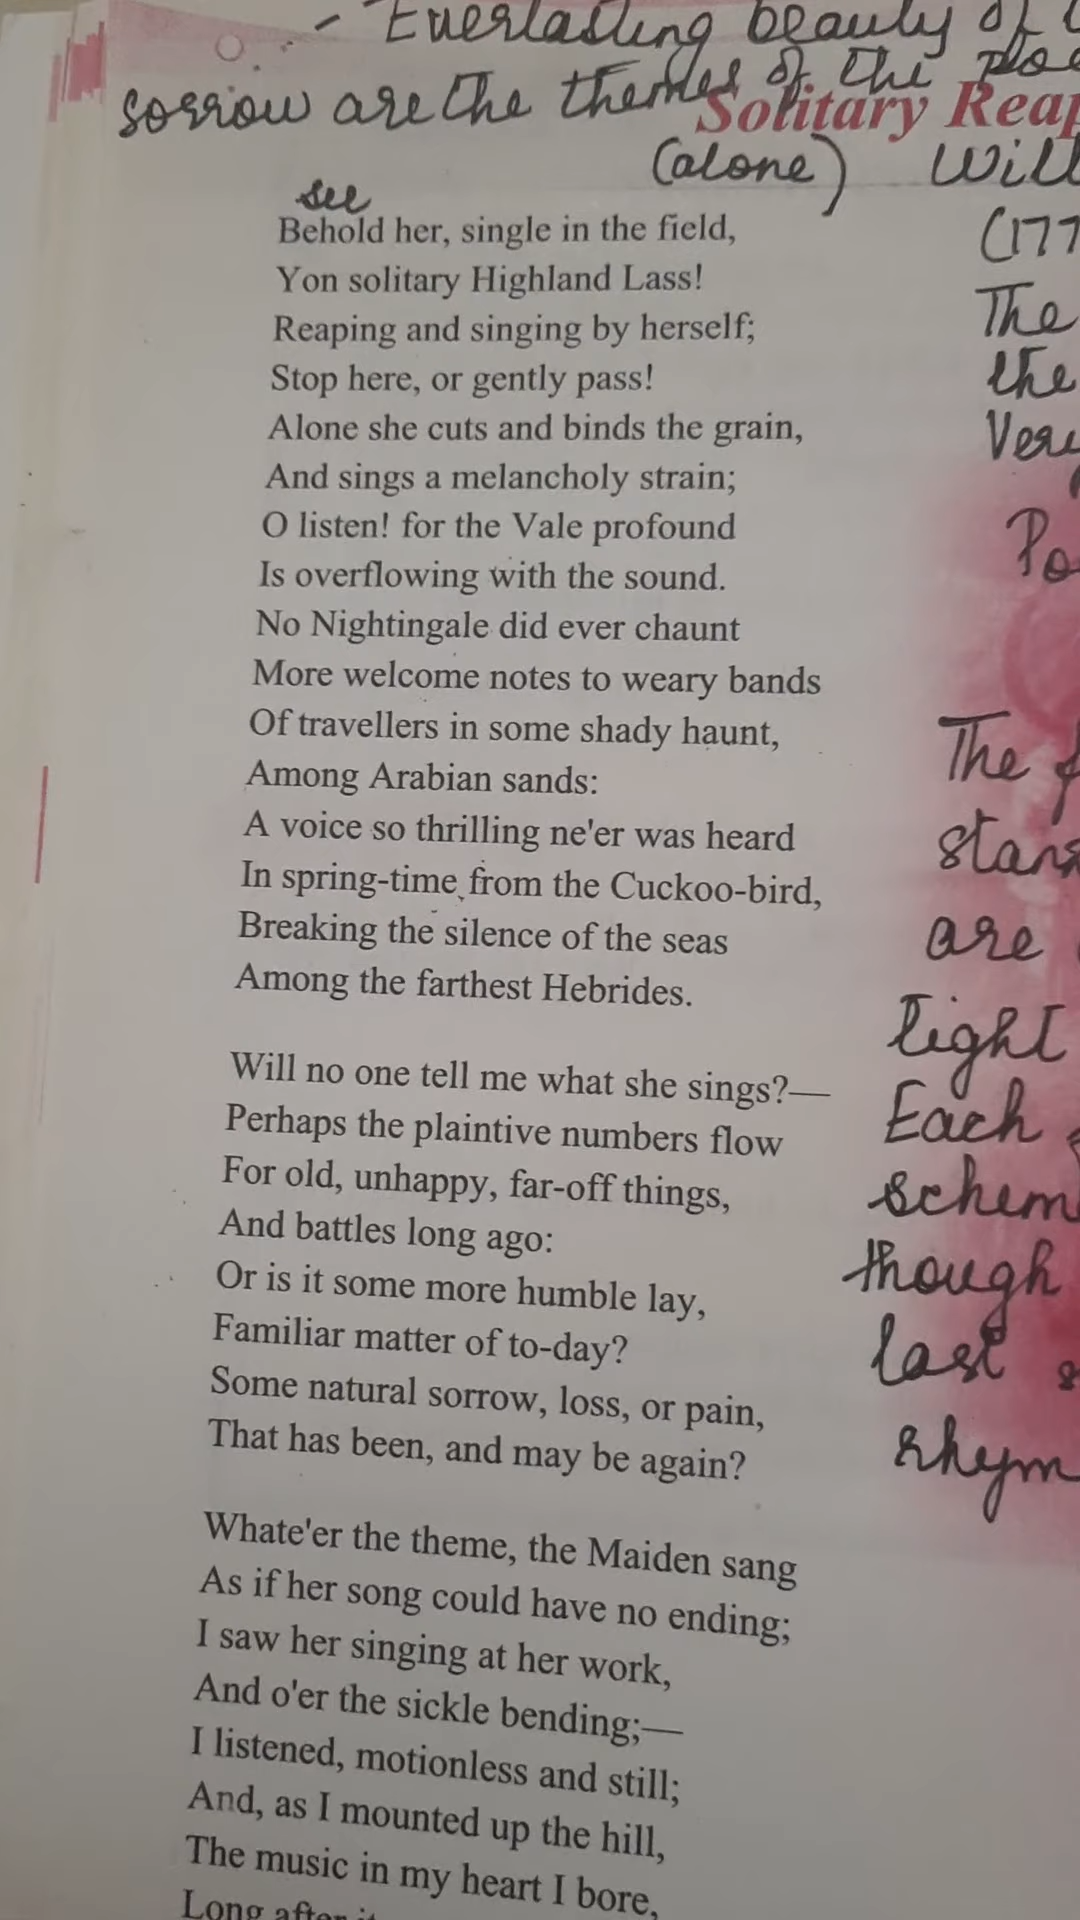 - Everlasting beauty of
sorrow are the themes of the
Solitary
(alone)
see
Behold her, single in the field,
Yon solitary Highland Lass!
Reaping and singing by herself;
Stop here, or gently pass!
Alone she cuts and binds the grain,
And sings a melancholy strain;
O listen! for the Vale profound
Is overflowing with the sound.
No Nightingale did ever chaunt
More welcome notes to weary bands
Of travellers in some shady haunt,
Among Arabian sands:
A voice so thrilling ne'er was heard
In spring-time from the Cuckoo-bird,
Breaking the silence of the seas
Among the farthest Hebrides.
Will no one tell me what she sings?—
Perhaps the plaintive numbers flow
For old, unhappy, far-off things,
And battles long ago:
Or is it some more humble lay,
Familiar matter of to-day?
Some natural sorrow, loss, or pain,
That has been, and may be again?
Whate'er the theme, the Maiden sang
As if her song could have no ending;
I saw her singing at her work,
And o'er the sickle bending;—
I listened, motionless and still;
And, as I mounted up the hill,
The music in my heart I bore,
Long after
(177
The
the
The
are
light
Each
though
last